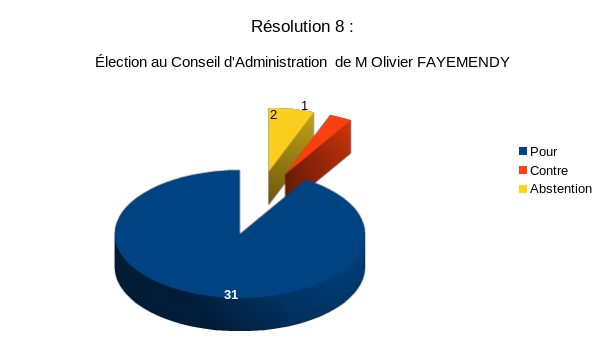 Résolution 8 :
Élection au Conseil d'Administration  de M Olivier FAYEMENDY
2
1
31
Pour
Contre
Abstention